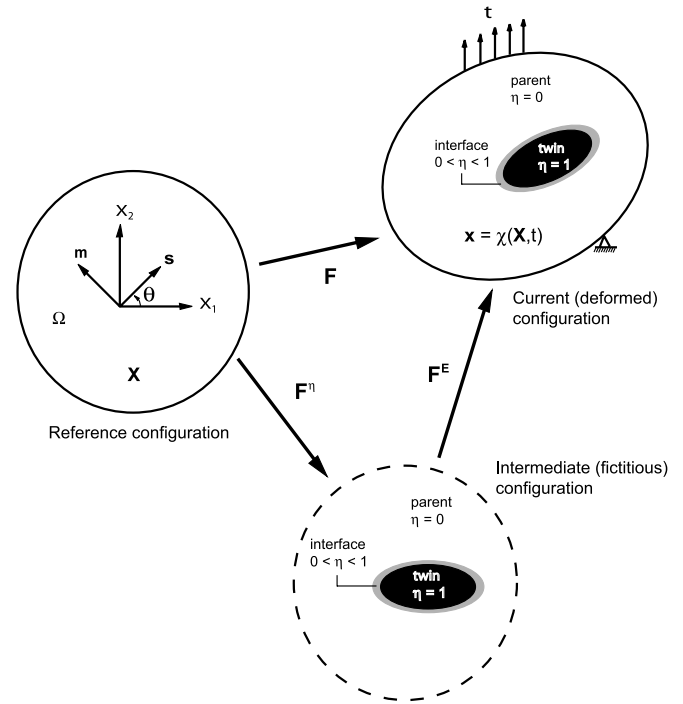 t
parent
η = 0
interface
0 < η < 1
twin
η = 1
x = χ(X,t)
X₂
m
s
θ
X₁
Ω
X
F
Current (deformed)
configuration
Fᵑ
Fᴱ
Reference configuration
Intermediate (fictitious)
configuration
parent
η = 0
interface
0 < η < 1
twin
η = 1